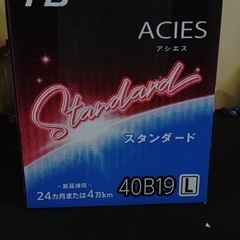 FB
ACIES
アシエス
Standard
スタンダード
－製品補償－
24カ月または4万km
40B19 L